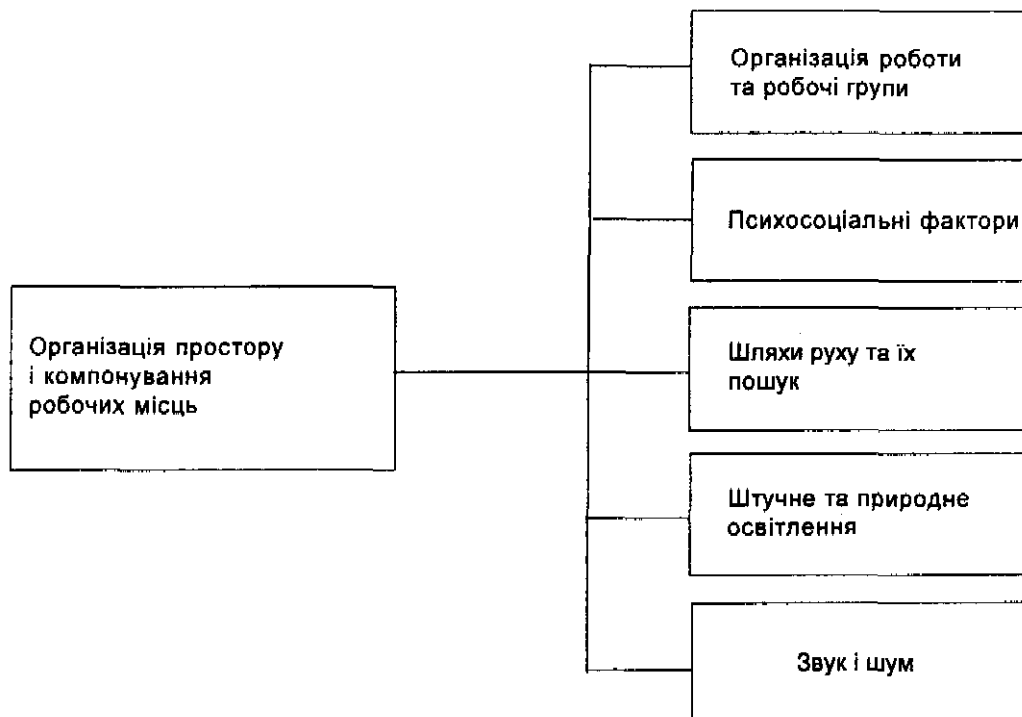 Організація роботи
та робочі групи
Психосоціальні фактори
Організація простору
і компонування
робочих місць
Шляхи руху та їх
пошук
Штучне та природне
освітлення
Звук і шум